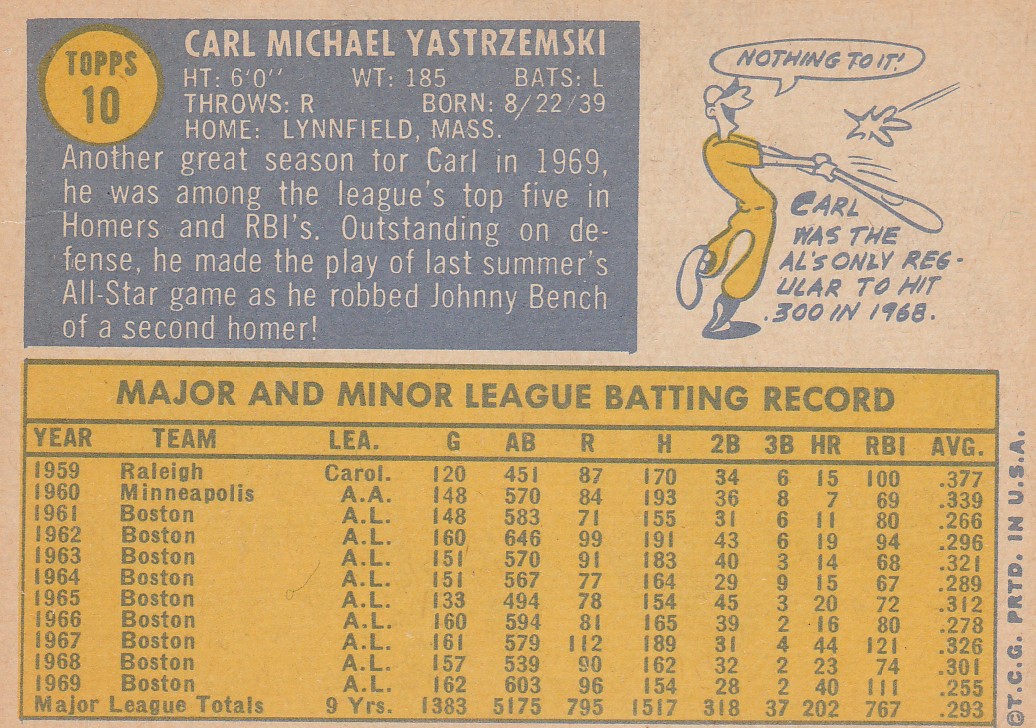 TOPPS
10
CARL MICHAEL YASTRZEMSKI
HT: 6'0" WT: 185 BATS: L
THROWS: R BORN: 8/22/39
HOME: LYNNFIELD, MASS.
Another great season for Carl in 1969,
he was among the league's top five in
Homers and RBI's. Outstanding on de-
fense, he made the play of last summer's
All-Star game as he robbed Johnny Bench
of a second homer!
NOTHING TO IT!
CARL
WAS THE
AL'S ONLY REG-
ULAR TO HIT
.300 IN 1968.
MAJOR AND MINOR LEAGUE BATTING RECORD
YEAR TEAM LEA. G AB R H 2B 3B HR RBI AVG.
1959 Raleigh Carol. 120 451 87 170 34 6 15 100 .377
1960 Minneapolis A.A. 148 570 84 193 36 8 7 69 .339
1961 Boston A.L. 148 583 71 155 31 6 11 80 .266
1962 Boston A.L. 160 646 99 191 43 6 19 94 .296
1963 Boston A.L. 151 570 91 183 40 3 14 68 .321
1964 Boston A.L. 151 567 77 164 29 9 15 67 .289
1965 Boston A.L. 133 494 78 154 45 3 20 72 .312
1966 Boston A.L. 160 594 81 165 39 2 16 80 .278
1967 Boston A.L. 161 579 112 189 31 4 44 121 .326
1968 Boston A.L. 157 539 90 162 32 2 23 74 .301
1969 Boston A.L. 162 603 96 154 28 2 40 111 .255
Major League Totals 9 Yrs. 1383 5175 795 1517 318 37 202 767 .293
©T.C.G. PRTD. IN U.S.A.